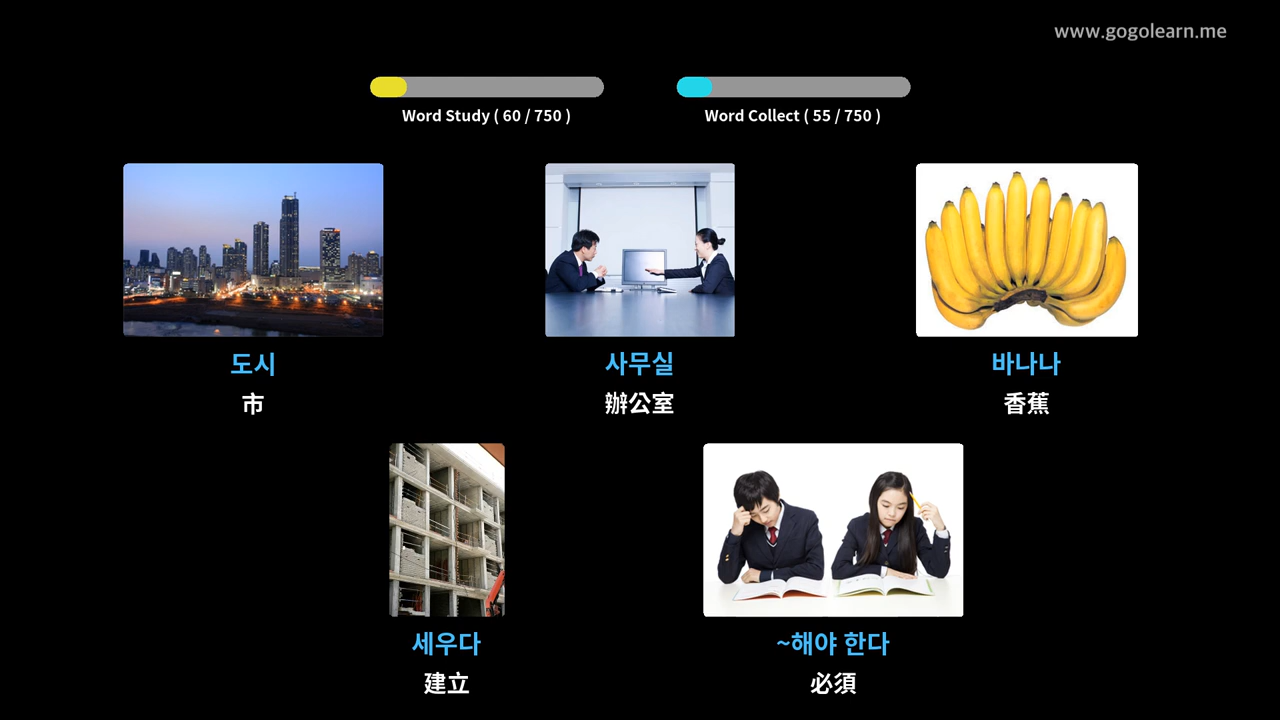 www.gogolearn.me
Word Study ( 60 / 750 )
Word Collect ( 55 / 750 )
도시
市
사무실
辦公室
바나나
香蕉
세우다
建立
~해야 한다
必須